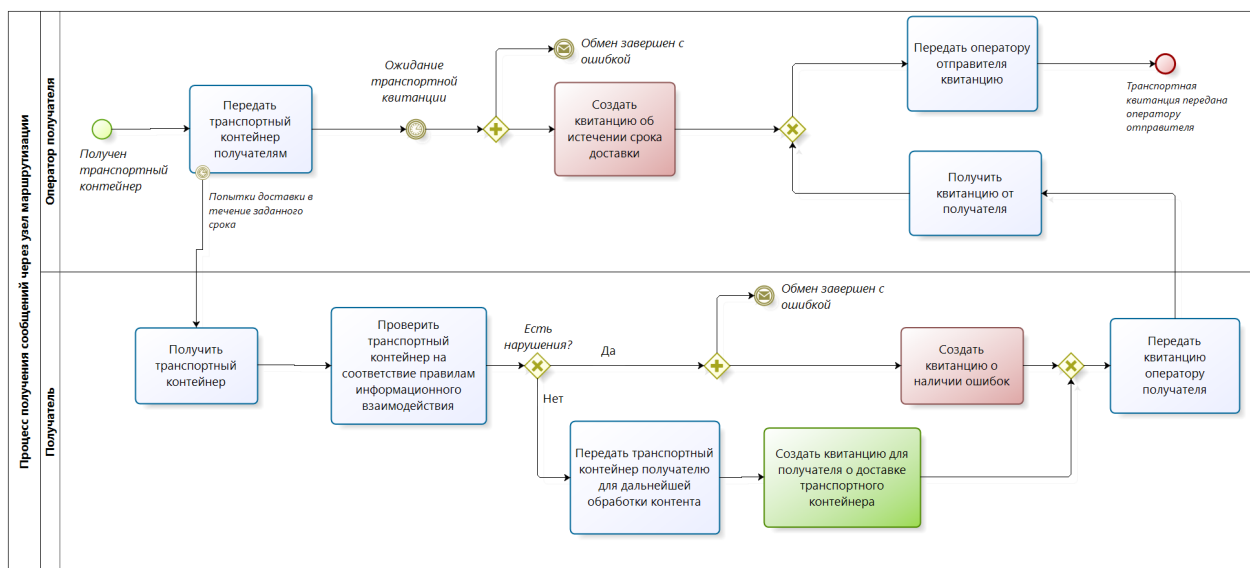 Процесс получения сообщений через узел маршрутизации
Оператор получателя
Получен
транспортный
контейнер
Передать
транспортный
контейнер
получателям
Попытки доставки в
течение заданного
срока
Ожидание
транспортной
квитанции
Обмен завершен с
ошибкой
Создать
квитанцию об
истечении срока
доставки
Передать оператору
отправителя
квитанцию
Транспортная
квитанция передана
оператору
отправителя
Получить
квитанцию от
получателя
Получатель
Получить
транспортный
контейнер
Проверить
транспортный
контейнер на
соответствие правилам
информационного
взаимодействия
Есть
нарушения?
Да
Нет
Обмен завершен с
ошибкой
Создать
квитанцию о
наличии ошибок
Передать
квитанцию
оператору
получателя
Передать транспортный
контейнер получателю
для дальнейшей
обработки контента
Создать квитанцию для
получателя о доставке
транспортного
контейнера